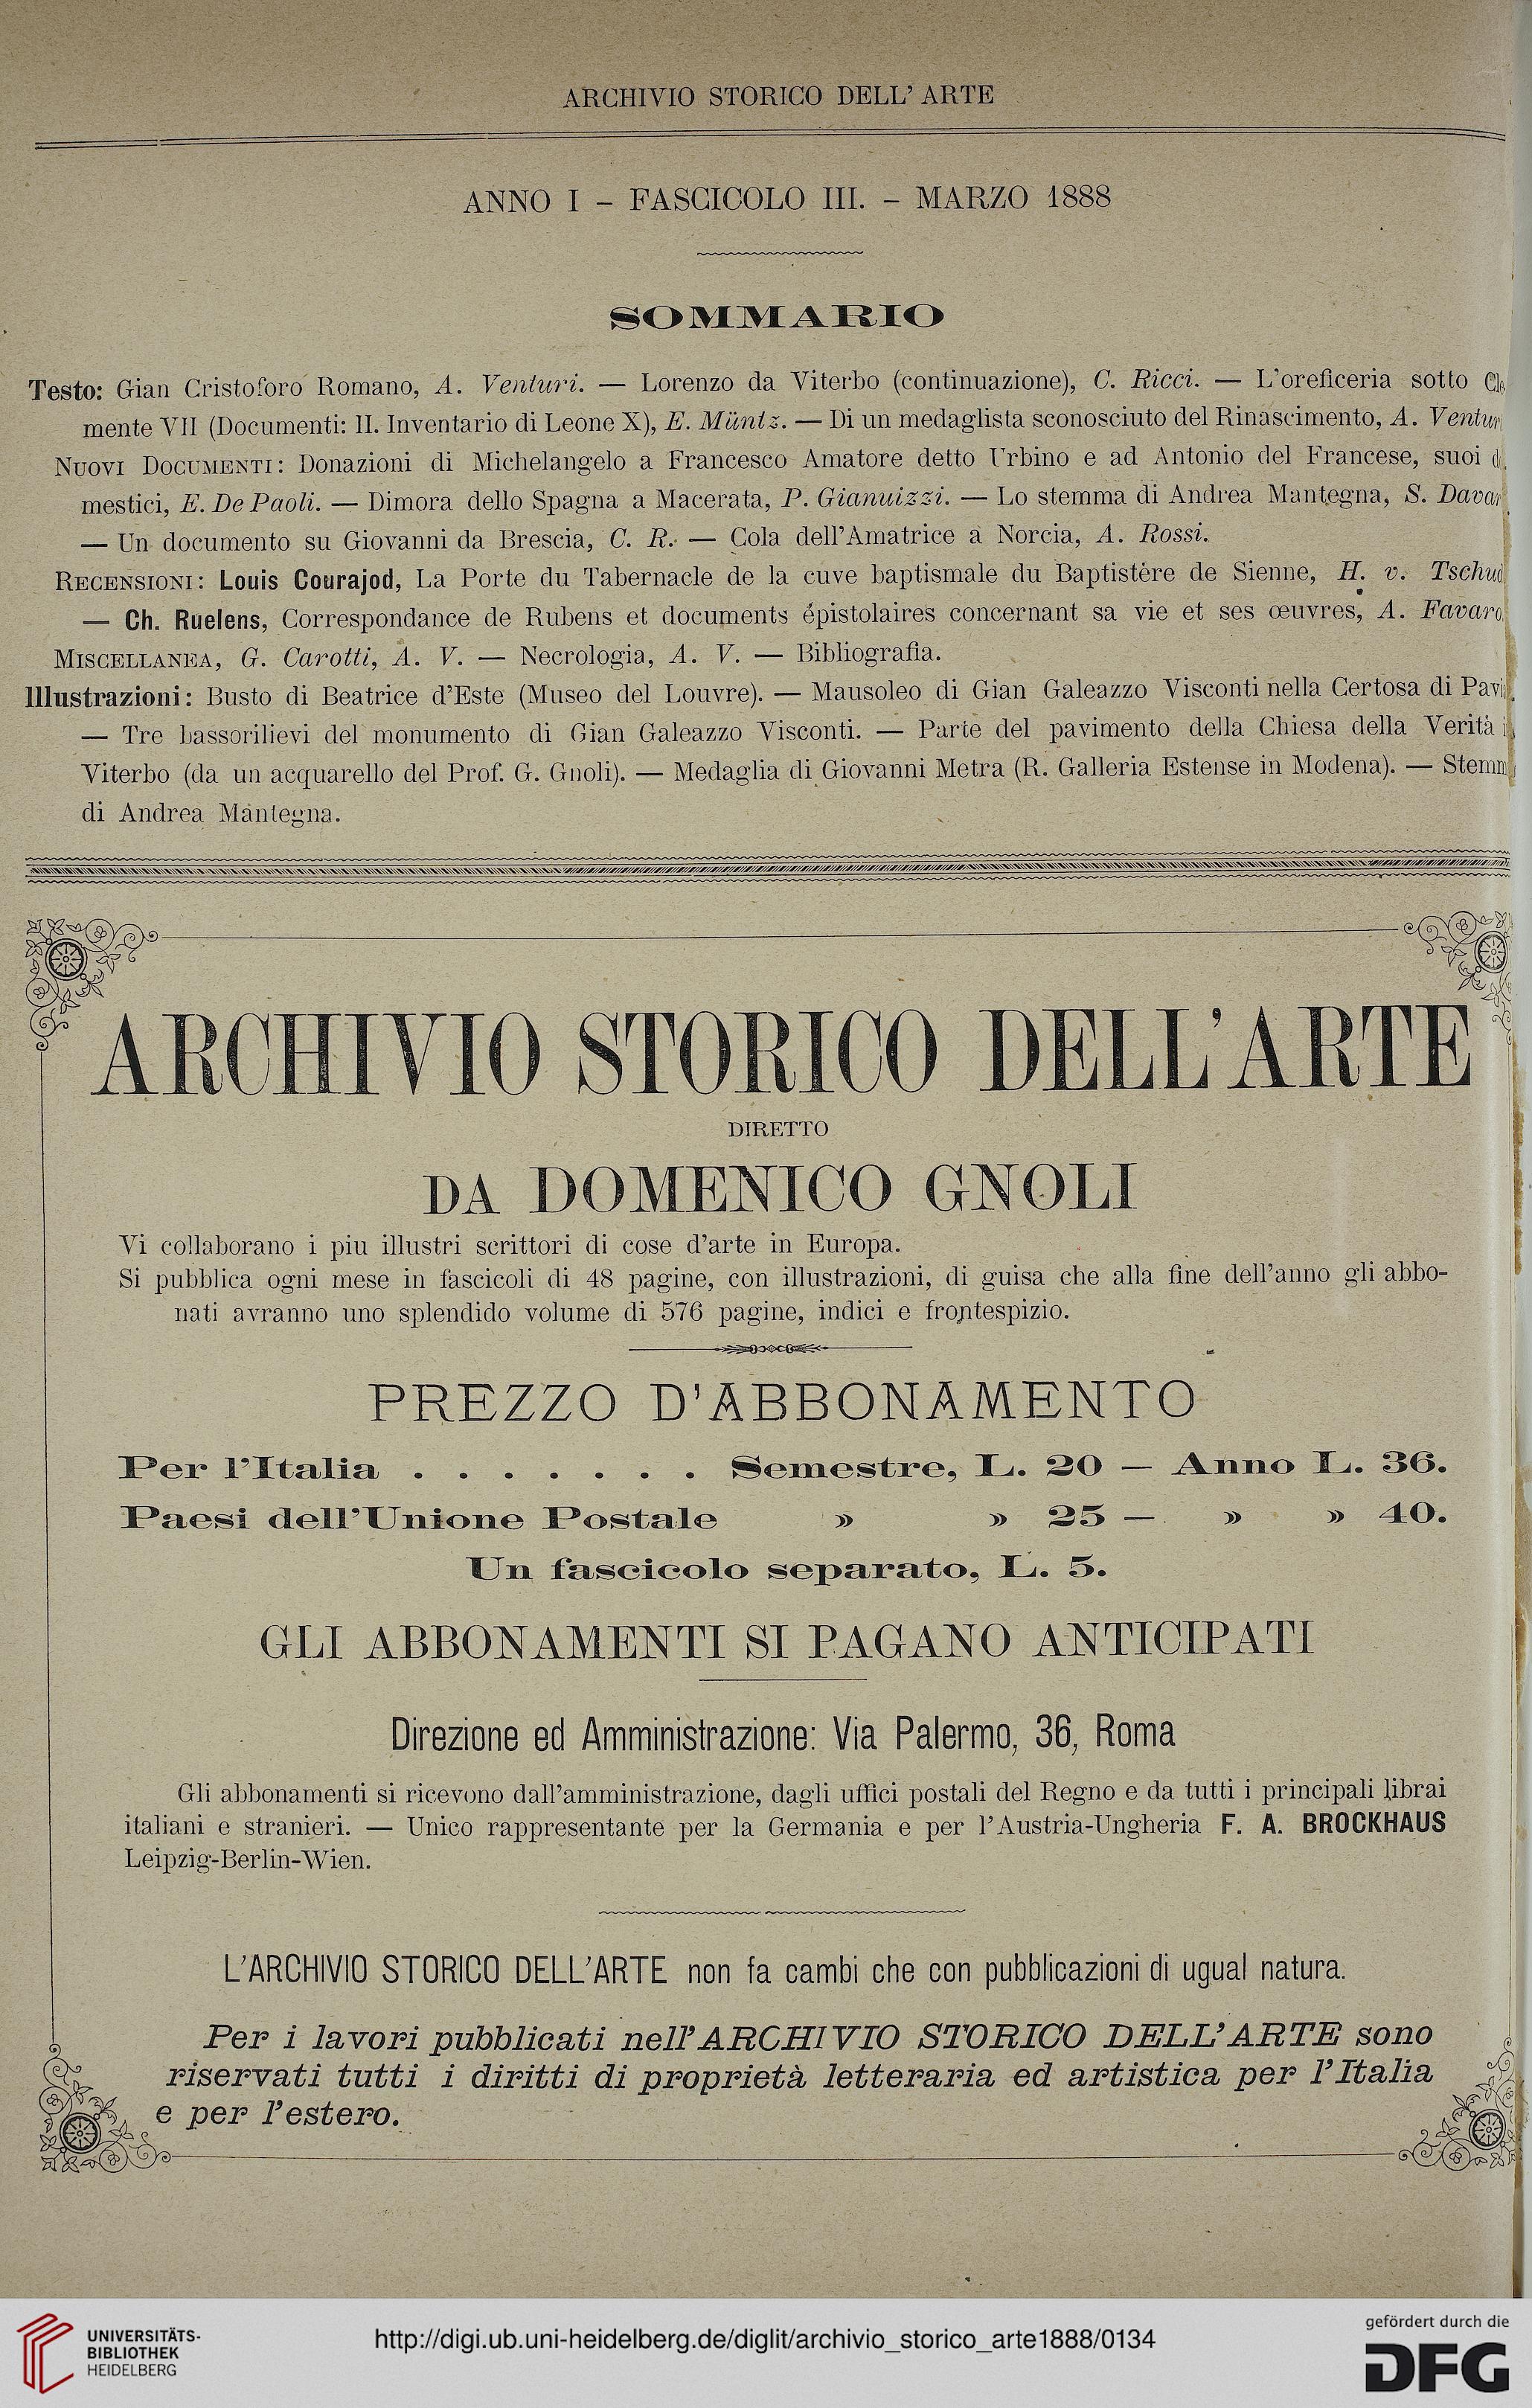 ARCHIVIO STORICO DELL' ARTE
ANNO I – FASCICOLO III. – MARZO 1888
SOMMARIO
Testo: Gian Cristoforo Romano, A. Venturi. — Lorenzo da Viterbo (continuazione), C. Ricci. — L'oreficeria sotto Cle
mente VII (Documenti: II. Inventario di Leone X), E. Müntz. — Di un medaglista sconosciuto del Rinascimento, A. Ventur
NUOVI DOCUMENTI: Donazioni di Michelangelo a Francesco Amatore detto Urbino e ad Antonio del Francese, suoi d
mestici, E. De Paoli. — Dimora dello Spagna a Macerata, P. Gianuizzi. — Lo stemma di Andrea Mantegna, S. Davar
— Un documento su Giovanni da Brescia, C. R. — Cola dell'Amatrice a Norcia, A. Rossi.
RECENSIONI: Louis Courajod, La Porte du Tabernacle de la cuve baptismale du Baptistère de Sienne, H. v. Tschud
— Ch. Ruelens, Correspondance de Rubens et documents épistolaires concernant sa vie et ses œuvres, A. Favaro
MISCELLANEA, G. Carotti, A. V. — Necrologia, A. V. — Bibliografia.
Illustrazioni: Busto di Beatrice d'Este (Museo del Louvre). — Mausoleo di Gian Galeazzo Visconti nella Certosa di Pavi
— Tre bassorilievi del monumento di Gian Galeazzo Visconti. — Parte del pavimento della Chiesa della Verità i
Viterbo (da un acquarello del Prof. G. Gnoli). — Medaglia di Giovanni Metra (R. Galleria Estense in Modena). — Stemm
di Andrea Mantegna.
ARCHIVIO STORICO DELL'ARTE
DIRETTO
DA DOMENICO GNOLI
Vi collaborano i piu illustri scrittori di cose d'arte in Europa.
Si pubblica ogni mese in fascicoli di 48 pagine, con illustrazioni, di guisa che alla fine dell'anno gli abbo-
nati avranno uno splendido volume di 576 pagine, indici e frontespizio.
PREZZO D'ABBONAMENTO
Per l'Italia . . . . . . . Semestre, L. 20 — Anno L. 36.
Paesi dell'Unione Postale » » 25 — » » 40.
Un fascicolo separato, L. 5.
GLI ABBONAMENTI SI PAGANO ANTICIPATI
Direzione ed Amministrazione: Via Palermo, 36, Roma
Gli abbonamenti si ricevono dall'amministrazione, dagli uffici postali del Regno e da tutti i principali librai
italiani e stranieri. — Unico rappresentante per la Germania e per l'Austria-Ungheria F. A. BROCKHAUS
Leipzig-Berlin-Wien.
L'ARCHIVIO STORICO DELL'ARTE non fa cambi che con pubblicazioni di ugual natura.
Per i lavori pubblicati nell'ARCHIVIO STORICO DELL'ARTE sono
riservati tutti i diritti di proprietà letteraria ed artistica per l'Italia
e per l'estero.
UNIVERSITÄTS-
BIBLIOTHEK
HEIDELBERG
http://digi.ub.uni-heidelberg.de/diglit/archivio_storico_arte1888/0134
gefördert durch die
DFG